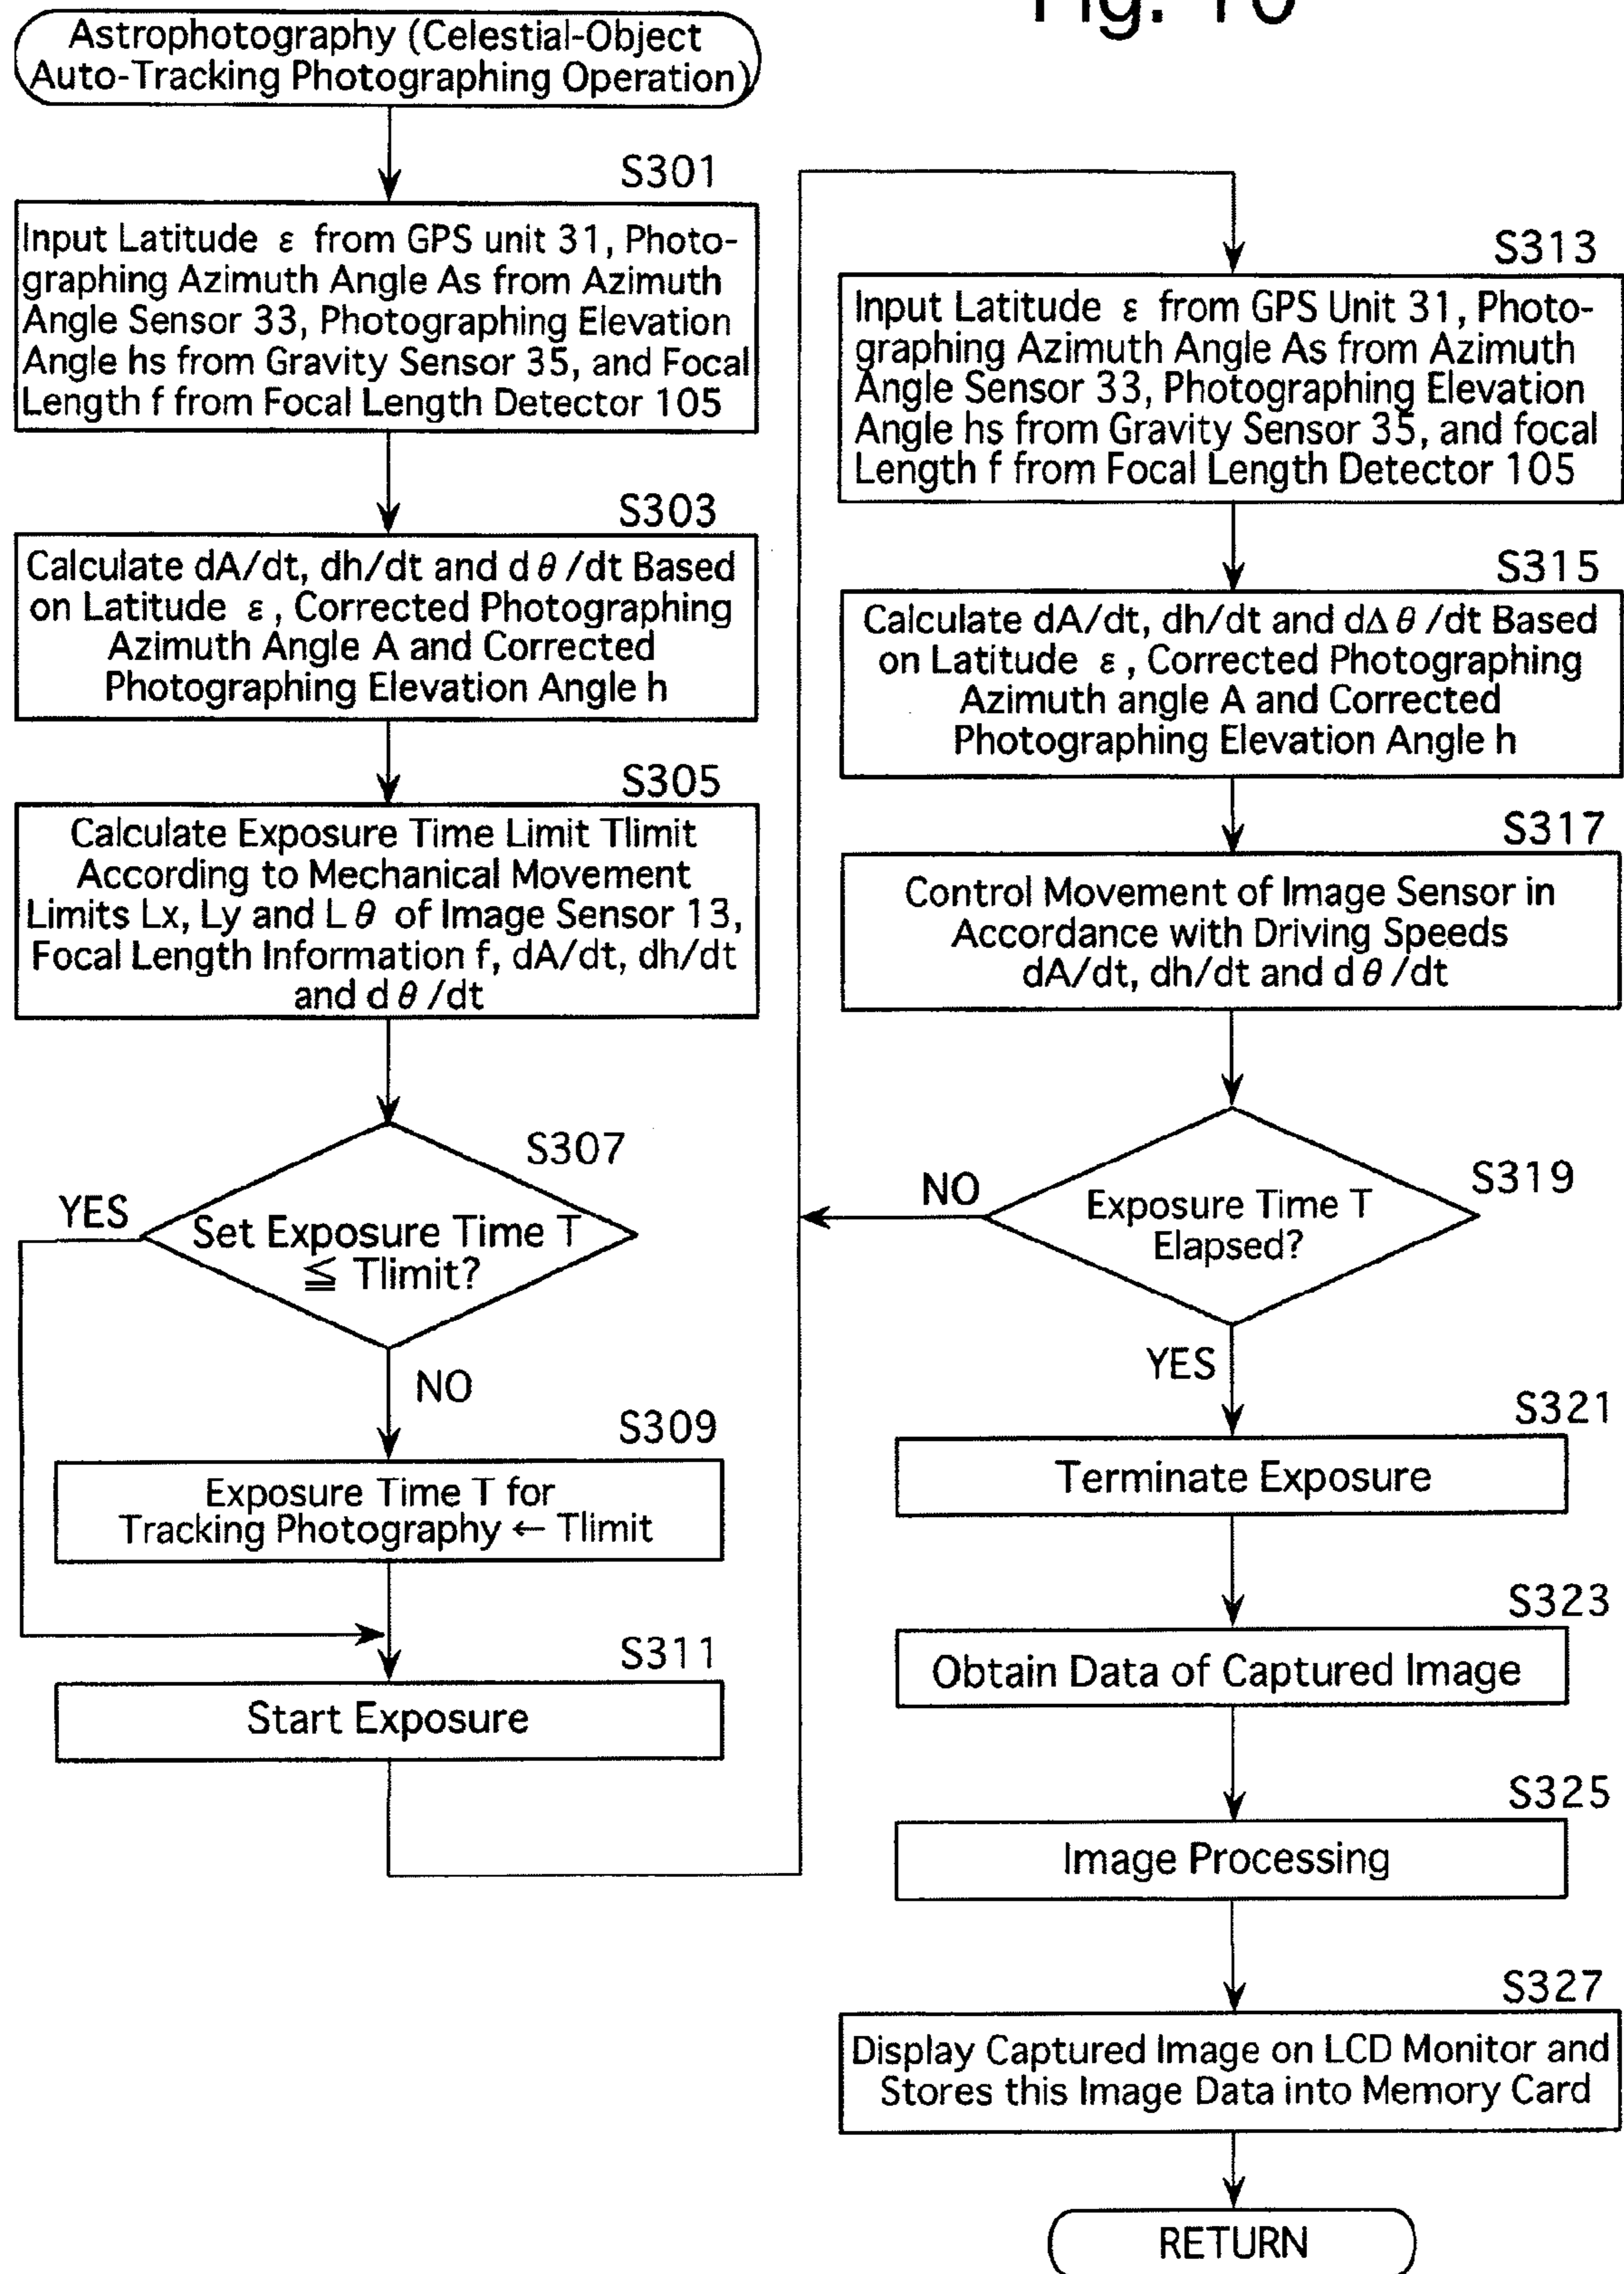 Fig. 10
Astrophotography (Celestial-Object
Auto-Tracking Photographing Operation)
S301
Input Latitude ε from GPS unit 31, Photo-
graphing Azimuth Angle As from Azimuth
Angle Sensor 33, Photographing Elevation
Angle hs from Gravity Sensor 35, and Focal
Length f from Focal Length Detector 105
S303
Calculate dA/dt, dh/dt and dθ/dt Based
on Latitude ε, Corrected Photographing
Azimuth Angle A and Corrected
Photographing Elevation Angle h
S305
Calculate Exposure Time Limit Tlimit
According to Mechanical Movement
Limits Lx, Ly and Lθ of Image Sensor 13,
Focal Length Information f, dA/dt, dh/dt
and dθ/dt
S307
YES
Set Exposure Time T
≦ Tlimit?
NO
S309
Exposure Time T for
Tracking Photography ← Tlimit
S311
Start Exposure
S313
Input Latitude ε from GPS Unit 31, Photo-
graphing Azimuth Angle As from Azimuth
Angle Sensor 33, Photographing Elevation
Angle hs from Gravity Sensor 35, and focal
Length f from Focal Length Detector 105
S315
Calculate dA/dt, dh/dt and dΔθ/dt Based
on Latitude ε, Corrected Photographing
Azimuth angle A and Corrected
Photographing Elevation Angle h
S317
Control Movement of Image Sensor in
Accordance with Driving Speeds
dA/dt, dh/dt and dθ/dt
S319
NO
Exposure Time T
Elapsed?
YES
S321
Terminate Exposure
S323
Obtain Data of Captured Image
S325
Image Processing
S327
Display Captured Image on LCD Monitor and
Stores this Image Data into Memory Card
RETURN